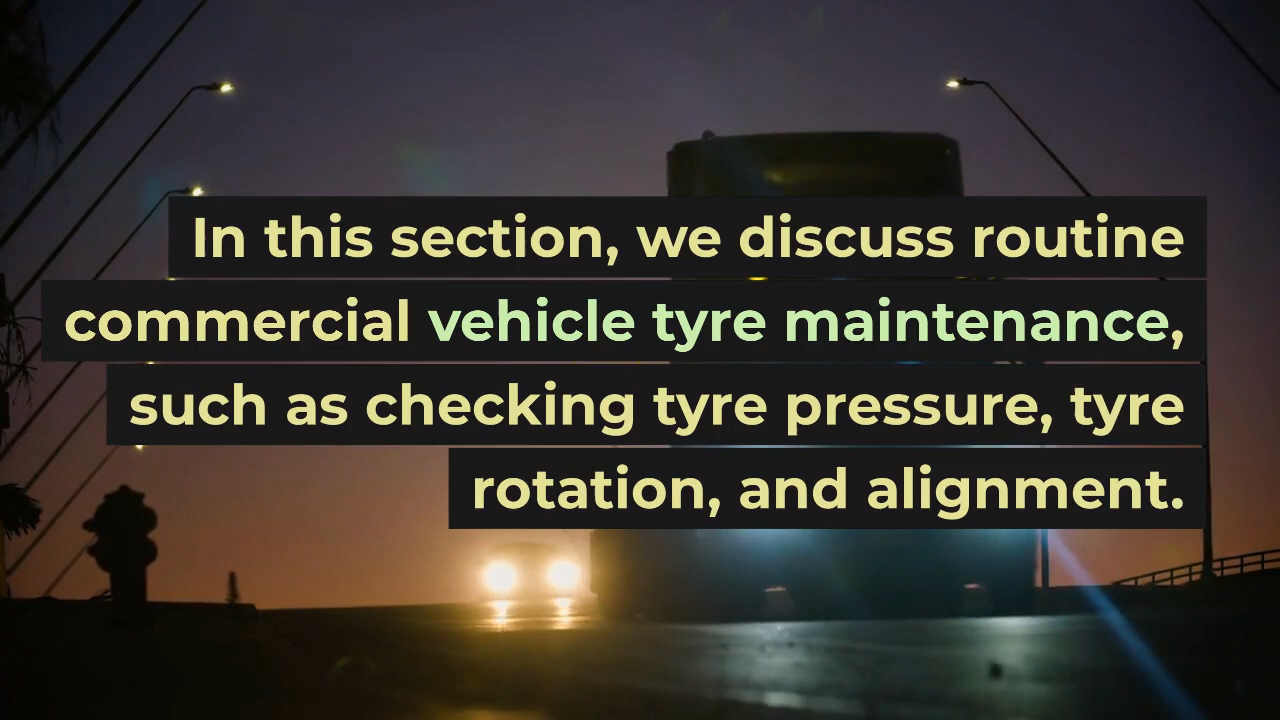 In this section, we discuss routine
commercial vehicle tyre maintenance,
such as checking tyre pressure, tyre
rotation, and alignment.